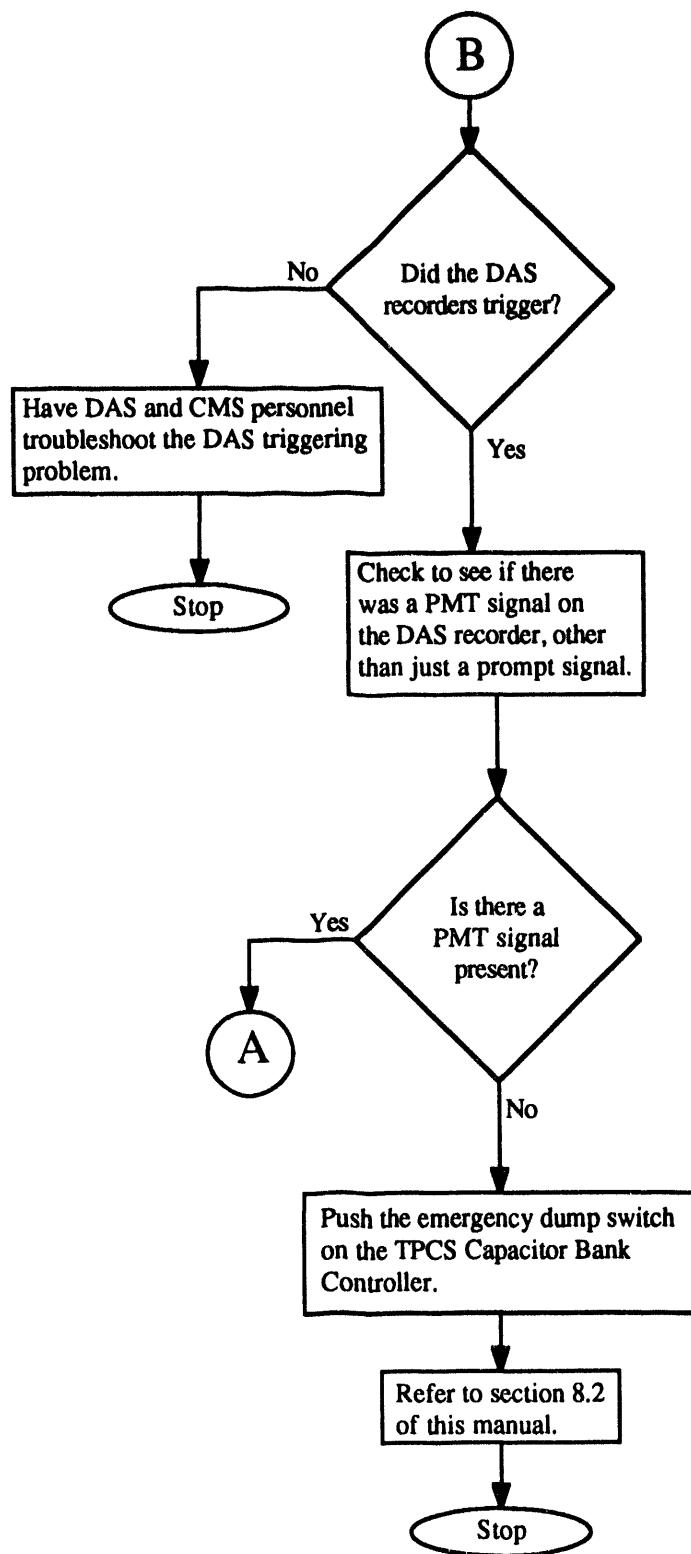 B
Did the DAS
recorders trigger?
No
Have DAS and CMS personnel
troubleshoot the DAS triggering
problem.
Stop
Yes
Check to see if there
was a PMT signal on
the DAS recorder, other
than just a prompt signal.
Is there a
PMT signal
present?
Yes
A
No
Push the emergency dump switch
on the TPCS Capacitor Bank
Controller.
Refer to section 8.2
of this manual.
Stop